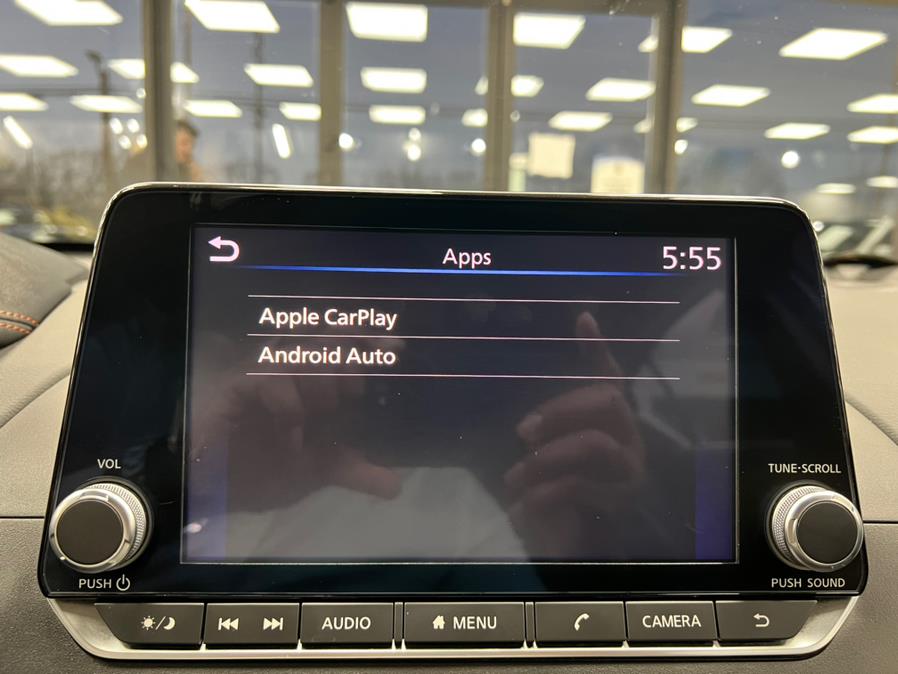 Apps 5:55
Apple CarPlay
Android Auto
VOL
TUNE·SCROLL
PUSH
PUSH SOUND
AUDIO MENU CAMERA